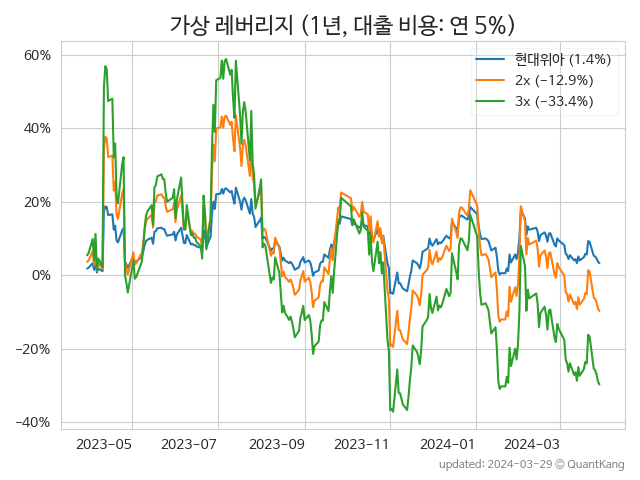 가상 레버리지 (1년, 대출 비용: 연 5%)
현대위아 (1.4%)
2x (−12.9%)
3x (−33.4%)
60%
40%
20%
0%
−20%
−40%
2023−05 2023−07 2023−09 2023−11 2024−01 2024−03
updated: 2024−03−29 © QuantKang